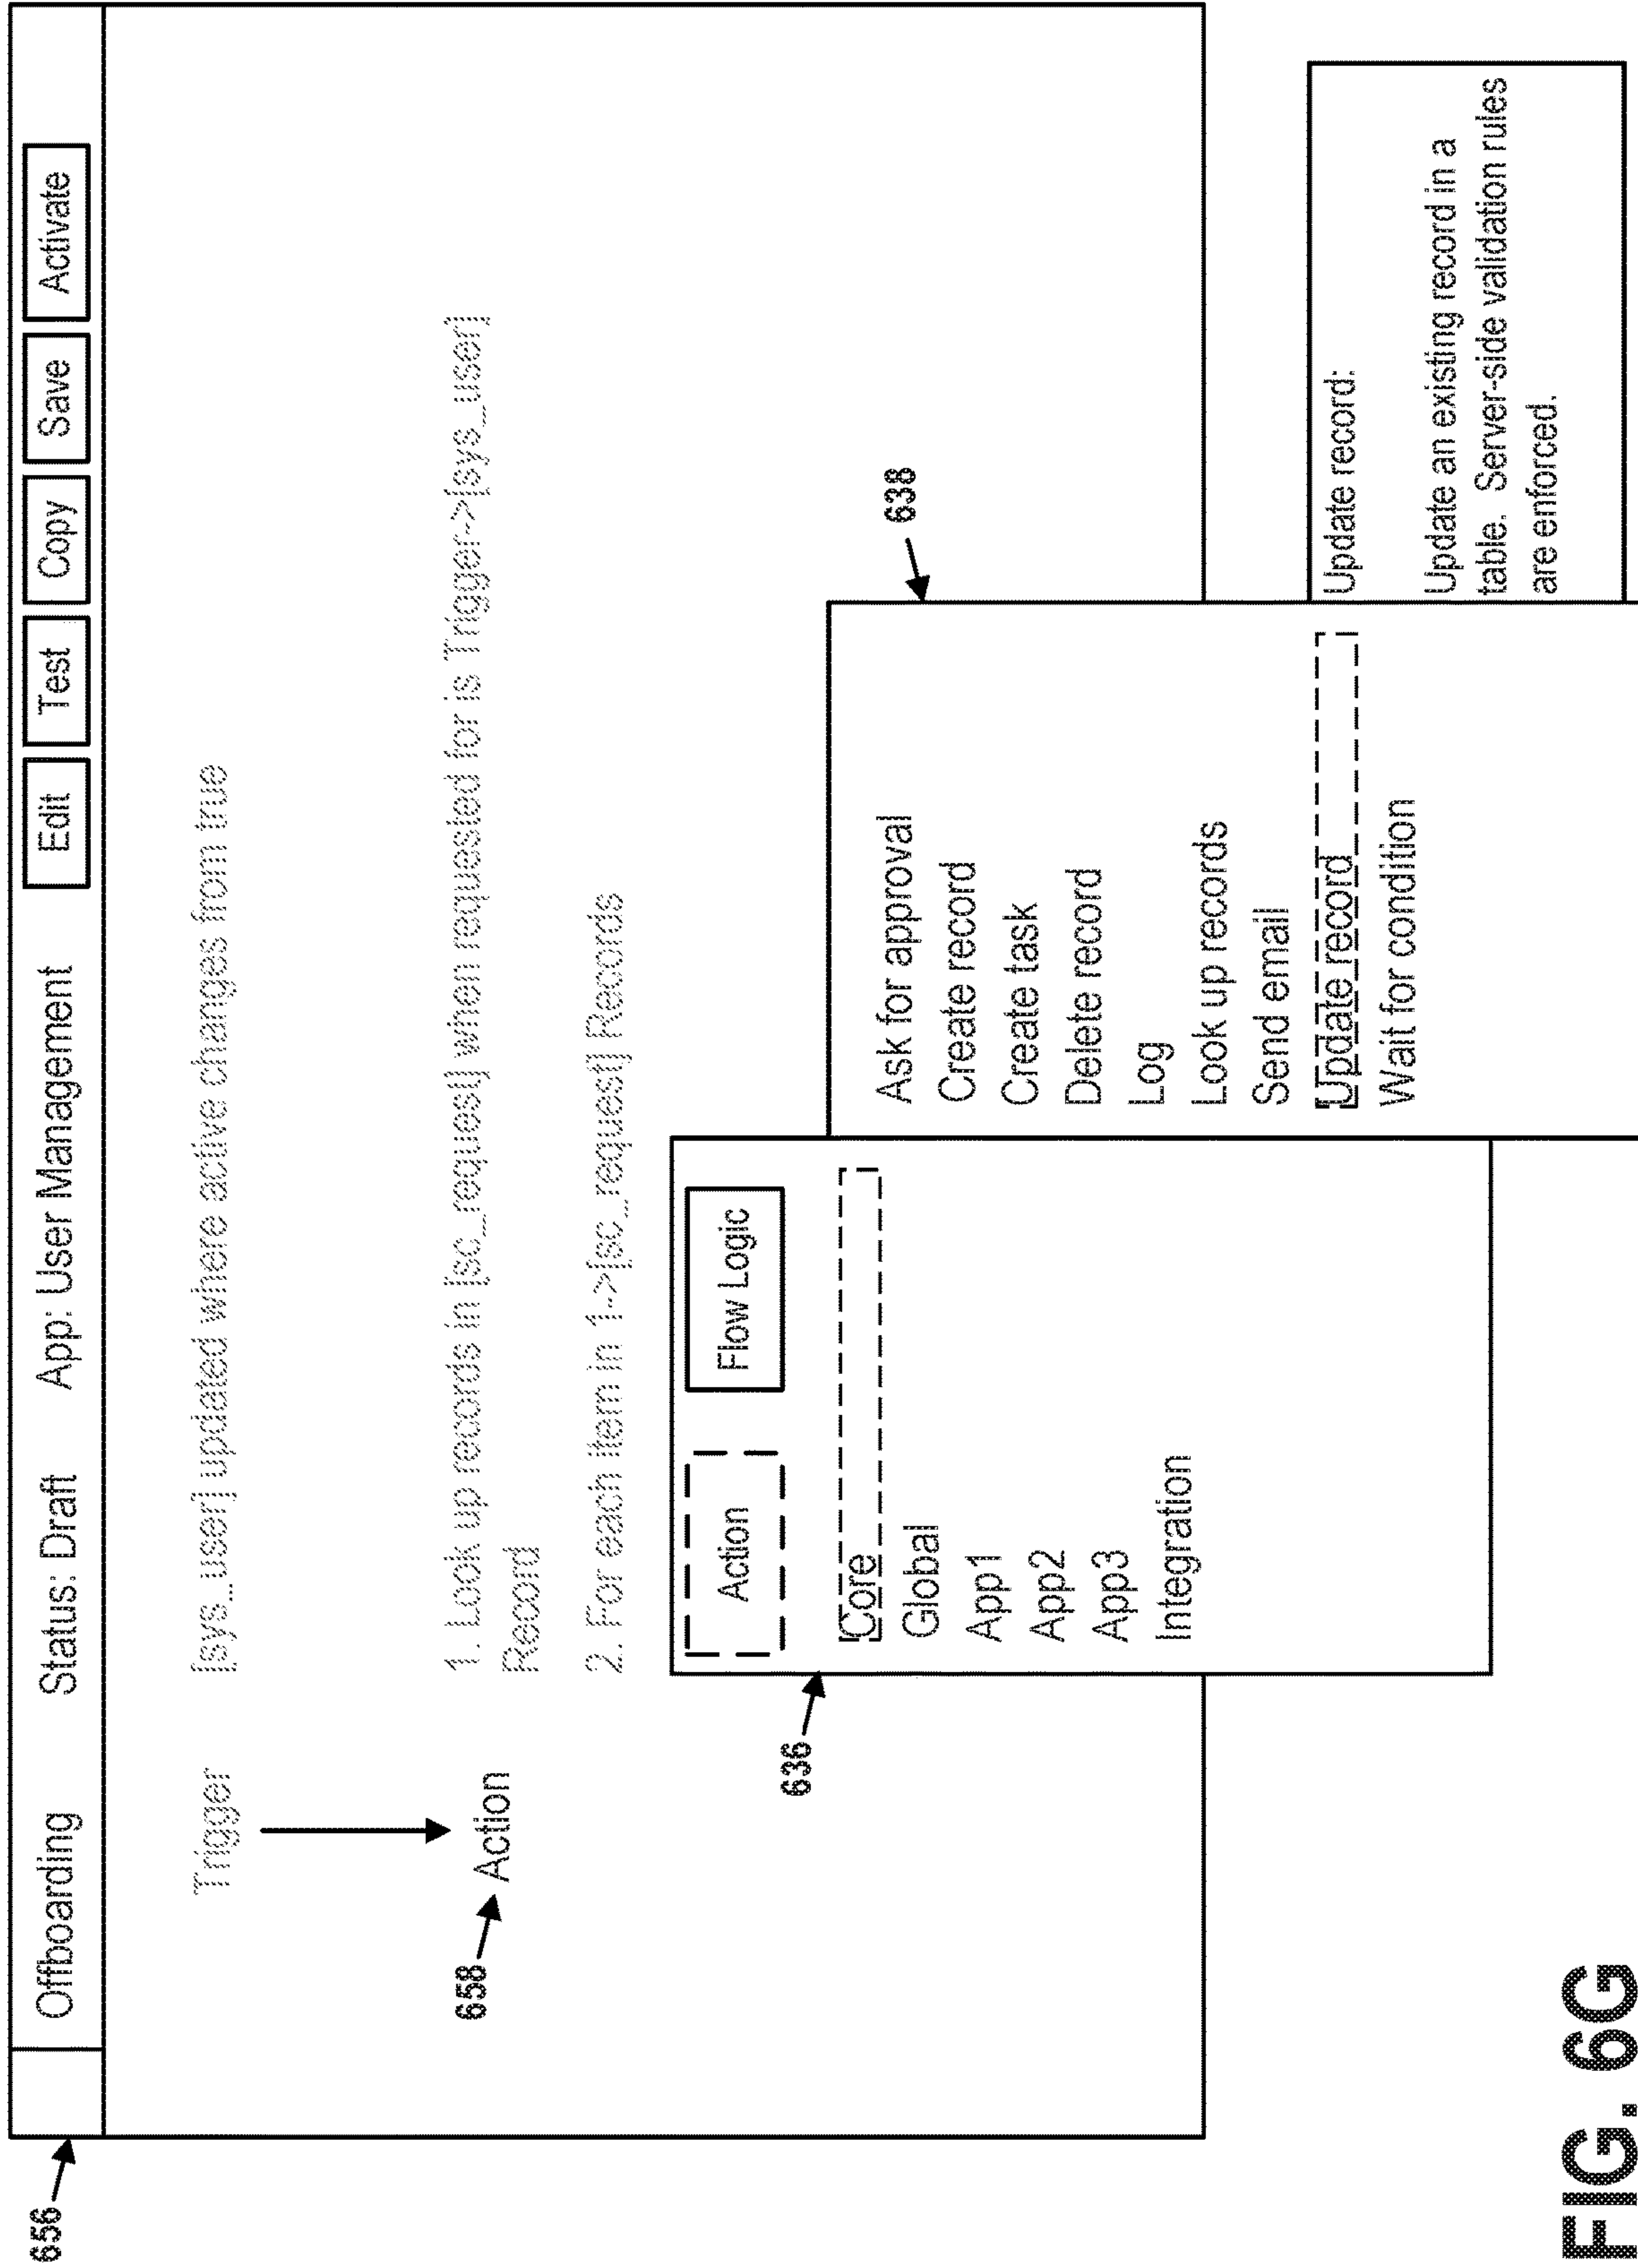 656
Offboarding Status: Draft App: User Management Edit Test Copy Save Activate
Trigger [sys_user] updated where active changes from true
658
Action
1. Look up records in [sc_request] when requested for is Trigger->[sys_user]
Record
2. For each item in 1->[sc_request] Records
636
Action Flow Logic
Core
Global
App1
App2
App3
Integration
638
Ask for approval
Create record
Create task
Delete record
Log
Look up records
Send email
Update record
Wait for condition
Update record:
Update an existing record in a
table. Server-side validation rules
are enforced.
FIG. 6G